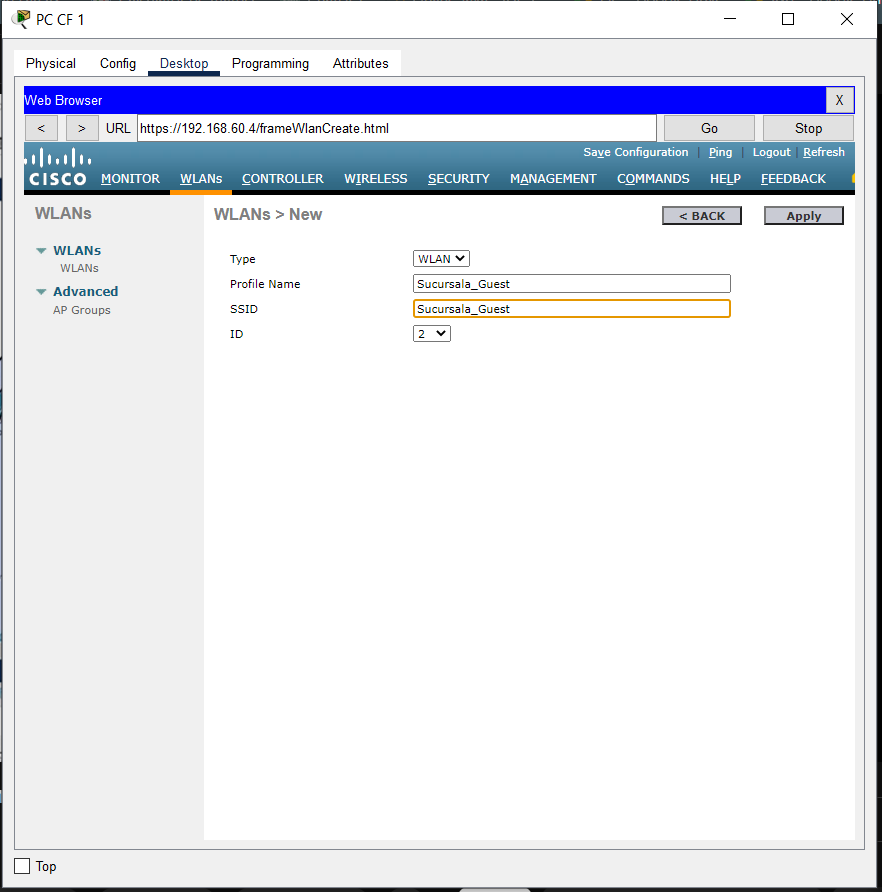 PC CF 1
Physical Config Desktop Programming Attributes
Web Browser X
< > URL https://192.168.60.4/frameWlanCreate.html Go Stop
Save Configuration | Ping | Logout | Refresh
CISCO MONITOR WLANs CONTROLLER WIRELESS SECURITY MANAGEMENT COMMANDS HELP FEEDBACK
WLANs
WLANs
WLANs
Advanced
AP Groups
WLANs > New < BACK Apply
Type WLAN
Profile Name Sucursala_Guest
SSID Sucursala_Guest
ID 2
Top